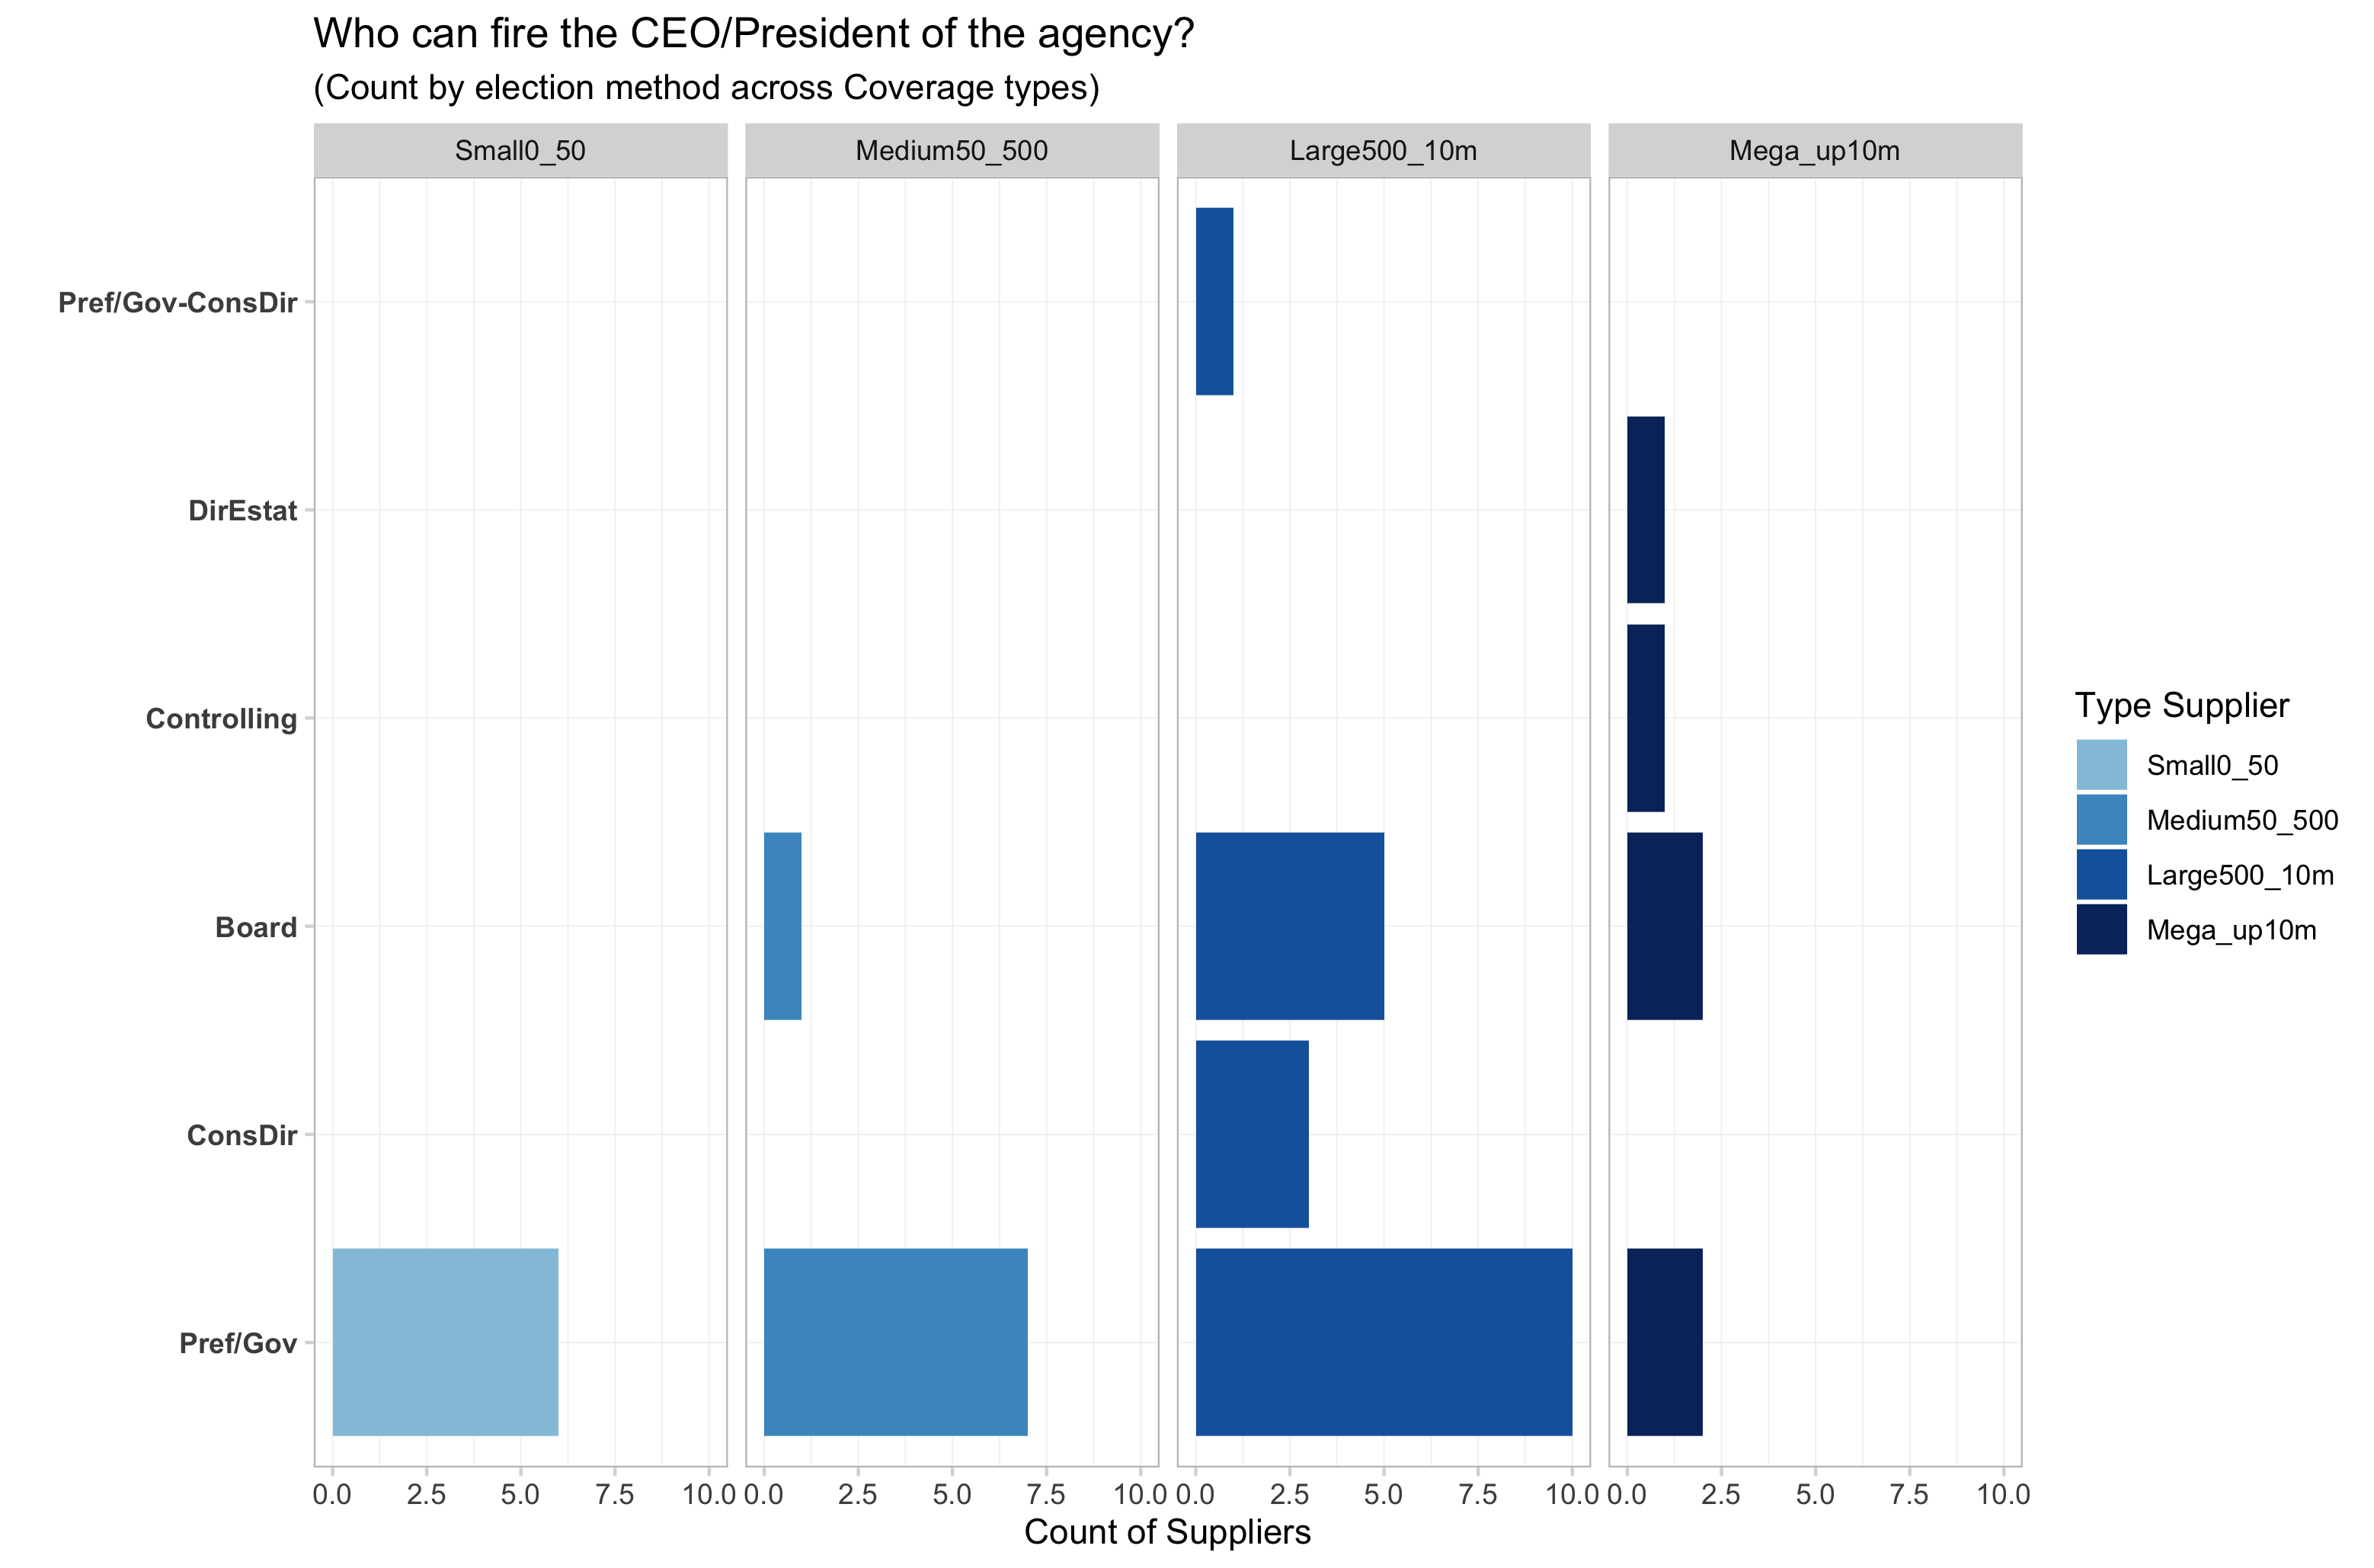 Who can fire the CEO/President of the agency?
(Count by election method across Coverage types)
Small0_50 Medium50_500 Large500_10m Mega_up10m
Pref/Gov-ConsDir
DirEstat
Controlling
Board
ConsDir
Pref/Gov
0.0 2.5 5.0 7.5 10.0 0.0 2.5 5.0 7.5 10.0 0.0 2.5 5.0 7.5 10.0 0.0 2.5 5.0 7.5 10.0
Count of Suppliers
Type Supplier
Small0_50
Medium50_500
Large500_10m
Mega_up10m